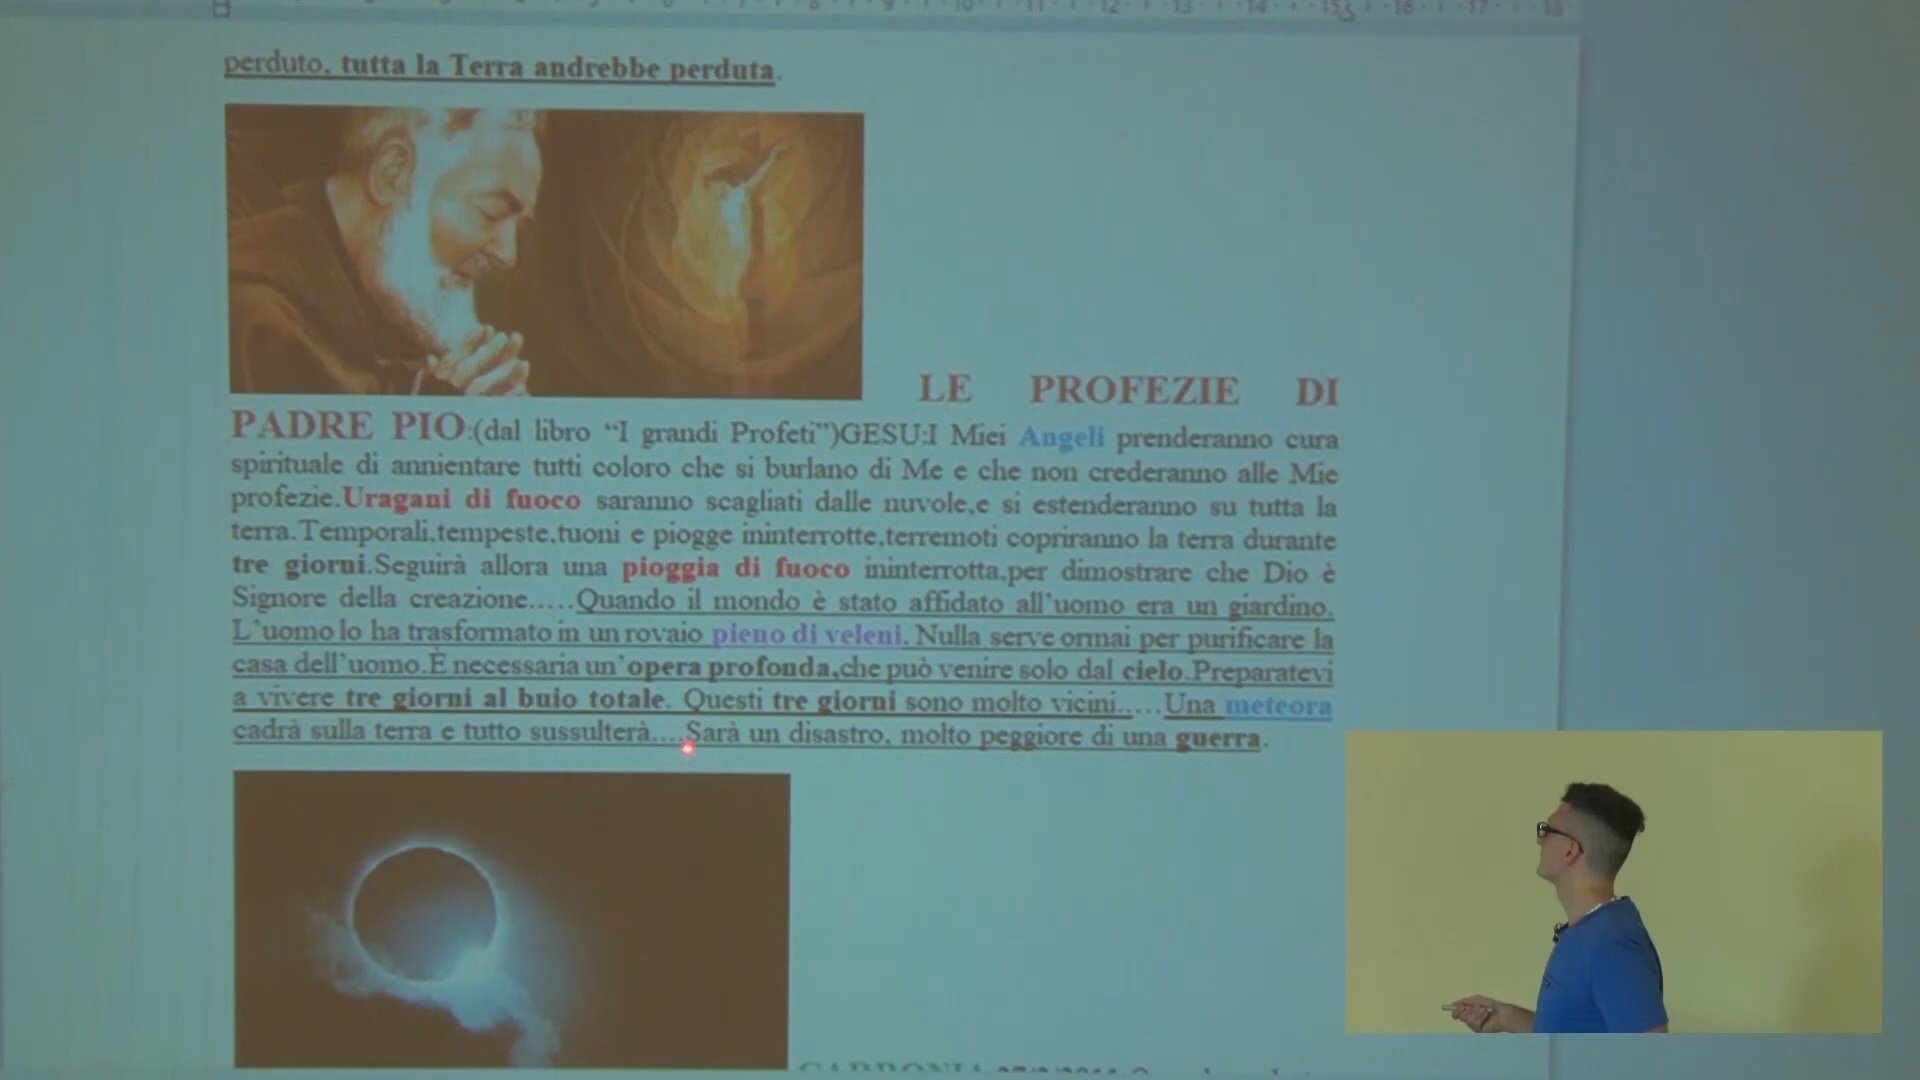 perduto, tutta la Terra andrebbe perduta.
LE PROFEZIE DI
PADRE PIO:(dal libro “I grandi Profeti”)GESU:I Miei Angeli prenderanno cura
spirituale di annientare tutti coloro che si burlano di Me e che non crederanno alle Mie
profezie.Uragani di fuoco saranno scagliati dalle nuvole,e si estenderanno su tutta la
terra.Temporali,tempeste,tuoni e piogge ininterrotte,terremoti copriranno la terra durante
tre giorni.Seguirà allora una pioggia di fuoco ininterrotta,per dimostrare che Dio è
Signore della creazione.....Quando il mondo è stato affidato all’uomo era un giardino.
L’uomo lo ha trasformato in un rovaio pieno di veleni. Nulla serve ormai per purificare la
casa dell’uomo.È necessaria un’opera profonda,che può venire solo dal cielo.Preparatevi
a vivere tre giorni al buio totale. Questi tre giorni sono molto vicini.....Una meteora
cadrà sulla terra e tutto sussulterà....Sarà un disastro, molto peggiore di una guerra.